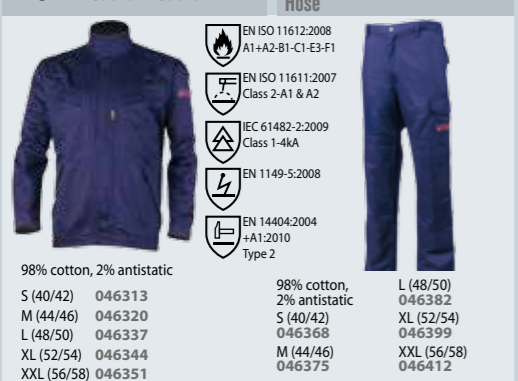 Hose
EN ISO 11612:2008
A1+A2-B1-C1-E3-F1
EN ISO 11611:2007
Class 2-A1 & A2
IEC 61482-2:2009
Class 1-4kA
EN 1149-5:2008
EN 14404:2004
+A1:2010
Type 2
98% cotton, 2% antistatic
S (40/42) 046313
M (44/46) 046320
L (48/50) 046337
XL (52/54) 046344
XXL (56/58) 046351
98% cotton,
2% antistatic
S (40/42)
046368
M (44/46)
046375
L (48/50)
046382
XL (52/54)
046399
XXL (56/58)
046412